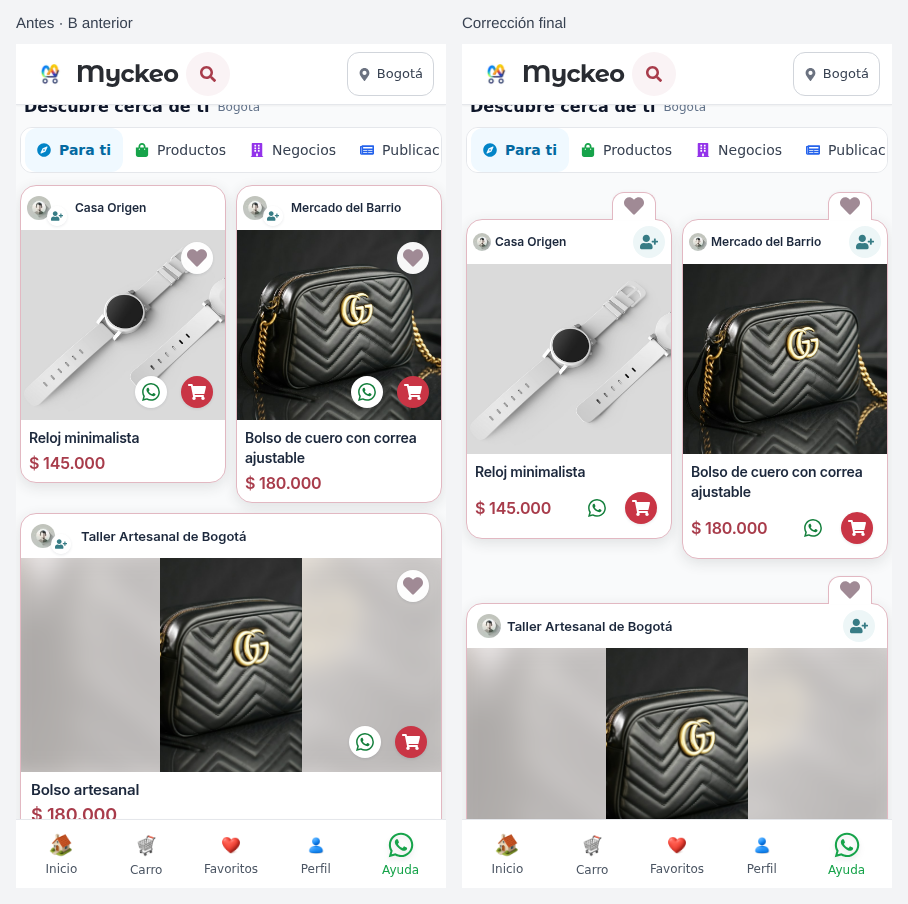 Antes · B anterior
Myckeo
Bogotá
Descubre cerca de ti Bogotá
Para ti Productos Negocios Publicac
Casa Origen
Mercado del Barrio
Reloj minimalista
$ 145.000
Bolso de cuero con correa
ajustable
$ 180.000
Taller Artesanal de Bogotá
Bolso artesanal
$ 180.000
Inicio Carro Favoritos Perfil Ayuda
Corrección final
Myckeo
Bogotá
Descubre cerca de ti Bogotá
Para ti Productos Negocios Publicac
Casa Origen
Mercado del Barrio
Reloj minimalista
$ 145.000
Bolso de cuero con correa
ajustable
$ 180.000
Taller Artesanal de Bogotá
Inicio Carro Favoritos Perfil Ayuda